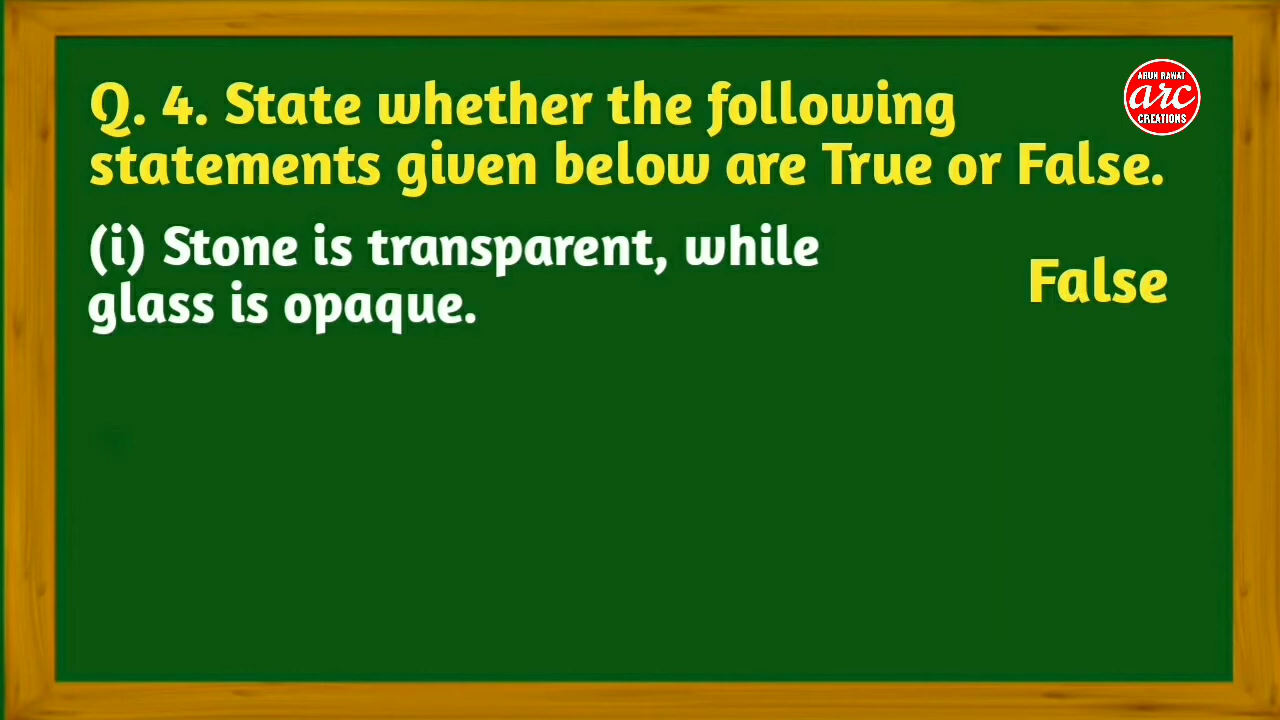 Q. 4. State whether the following
ARUN RAWAT
arc
CREATIONS
statements given below are True or False.
(i) Stone is transparent, while
glass is opaque.
False